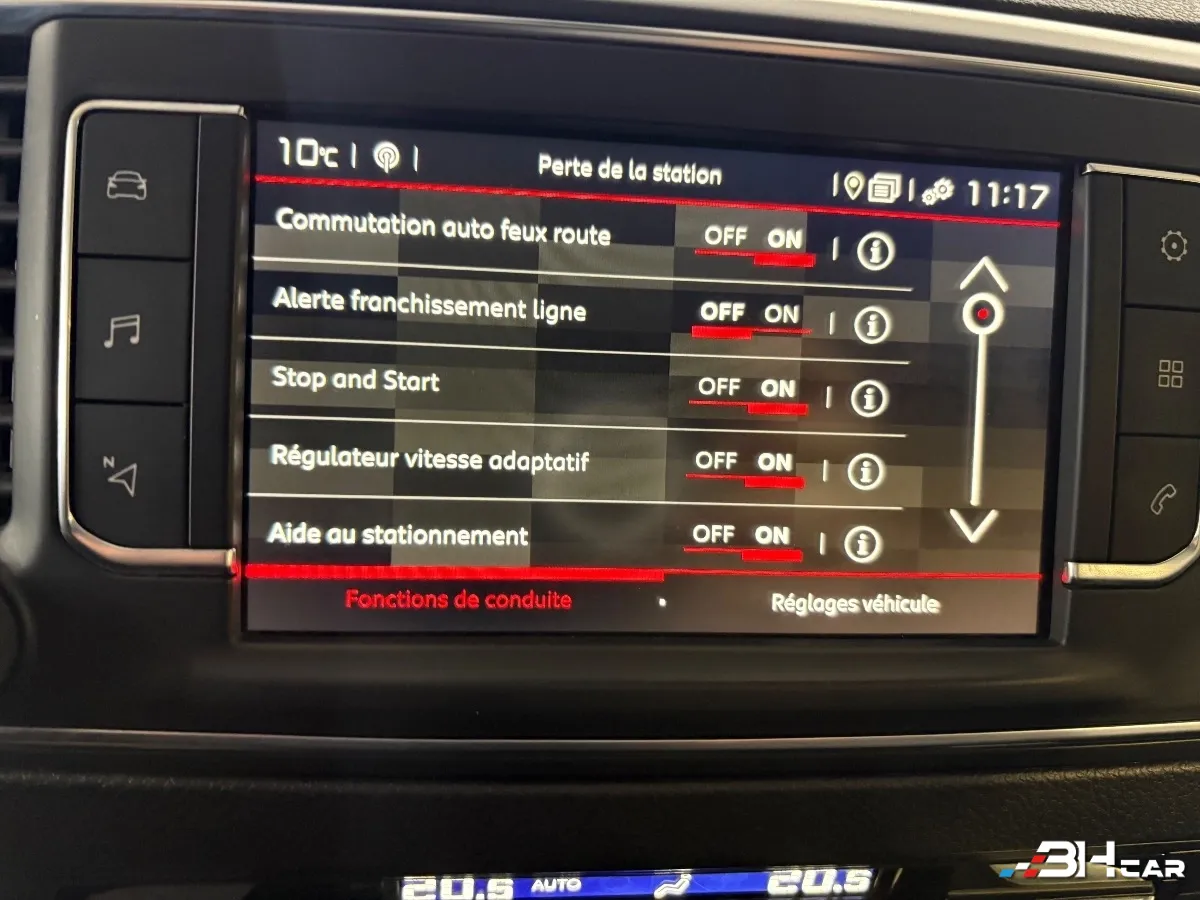 10°C Perte de la station 11:17
Commutation auto feux route OFF ON
Alerte franchissement ligne OFF ON
Stop and Start OFF ON
Régulateur vitesse adaptatif OFF ON
Aide au stationnement OFF ON
Fonctions de conduite Réglages véhicule
N
20.5 AUTO 20.5
3HCAR